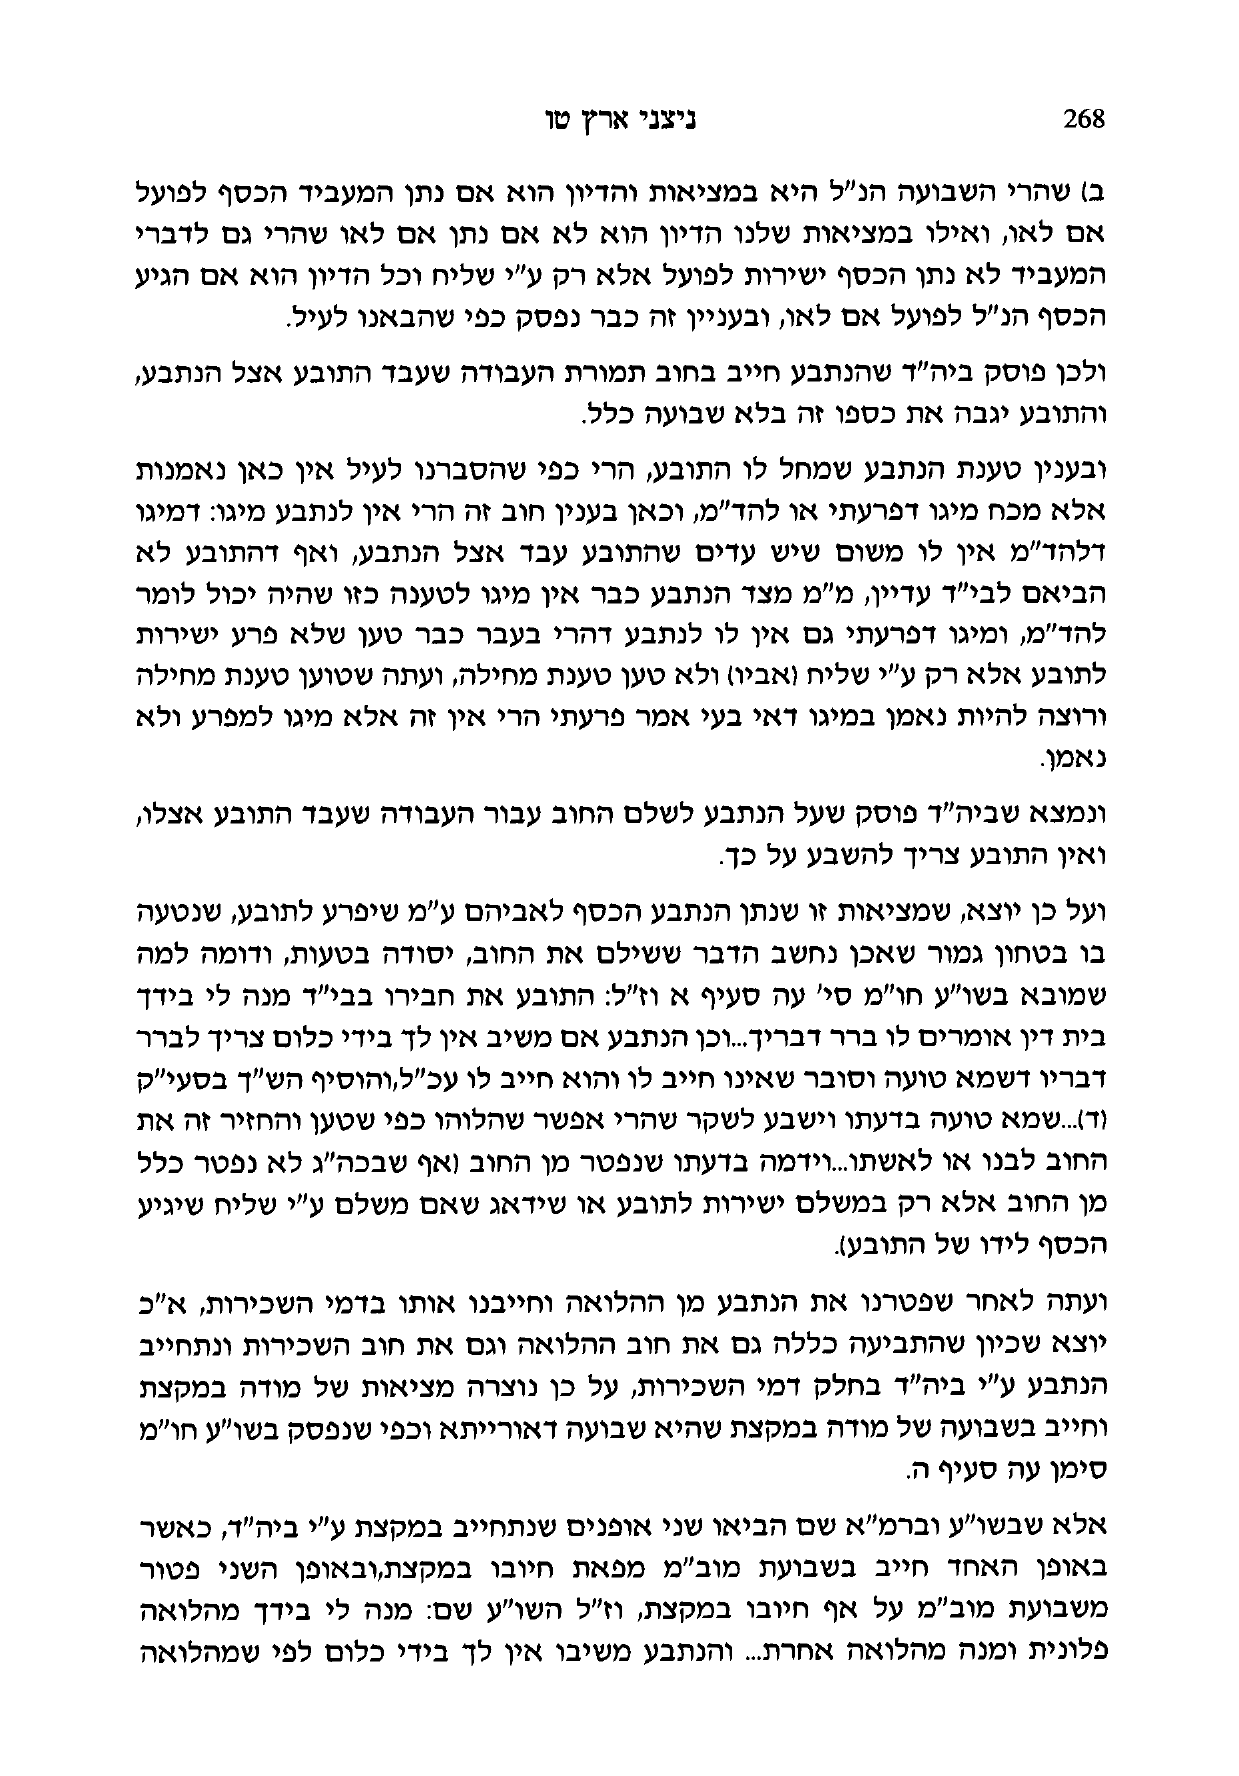 268
ניצני ארץ טו
ב) שהרי השבועה הנ"ל היא במציאות והדיון הוא אם נתן המעביד הכסף לפועל
אם לאו, ואילו במציאות שלנו הדיון הוא לא אם נתן אם לאו שהרי גם לדברי
המעביד לא נתן הכסף ישירות לפועל אלא רק ע"י שליח וכל הדיון הוא אם הגיע
הכסף הנ"ל לפועל אם לאו, ובעניין זה כבר נפסק כפי שהבאנו לעיל.
ולכן פוסק ביה"ד שהנתבע חייב בחוב תמורת העבודה שעבד התובע אצל הנתבע,
והתובע יגבה את כספו זה בלא שבועה כלל.
ובענין טענת הנתבע שמחל לו התובע, הרי כפי שהסברנו לעיל אין כאן נאמנות
אלא מכח מיגו דפרעתי או להד"מ, וכאן בענין חוב זה הרי אין לנתבע מיגו: דמיגו
דלהד"מ אין לו משום שיש עדים שהתובע עבד אצל הנתבע, ואף דהתובע לא
הביאם לבי"ד עדיין, מ"מ מצד הנתבע כבר אין מיגו לטענה כזו שהיה יכול לומר
להד"מ, ומיגו דפרעתי גם אין לו לנתבע דהרי בעבר כבר טען שלא פרע ישירות
לתובע אלא רק ע"י שליח (אביו) ולא טען טענת מחילה, ועתה שטוען טענת מחילה
ורוצה להיות נאמן במיגו דאי בעי אמר פרעתי הרי אין זה אלא מיגו למפרע ולא
נאמן.
ונמצא שביה"ד פוסק שעל הנתבע לשלם החוב עבור העבודה שעבד התובע אצלו,
ואין התובע צריך להשבע על כך.
ועל כן יוצא, שמציאות זו שנתן הנתבע הכסף לאביהם ע"מ שיפרע לתובע, שנטעה
בו בטחון גמור שאכן נחשב הדבר ששילם את החוב, יסודה בטעות, ודומה למה
שמובא בשו"ע חו"מ סי' עה סעיף א וז"ל: התובע את חבירו בבי"ד מנה לי בידך
בית דין אומרים לו ברר דבריך...וכן הנתבע אם משיב אין לך בידי כלום צריך לברר
דבריו דשמא טועה וסובר שאינו חייב לו והוא חייב לו עכ"ל,והוסיף הש"ך בסעי"ק
(ד)...שמא טועה בדעתו וישבע לשקר שהרי אפשר שהלוהו כפי שטען והחזיר זה את
החוב לבנו או לאשתו...וידמה בדעתו שנפטר מן החוב (אף שבכה"ג לא נפטר כלל
מן החוב אלא רק במשלם ישירות לתובע או שידאג שאם משלם ע"י שליח שיגיע
הכסף לידו של התובע).
ועתה לאחר שפטרנו את הנתבע מן ההלואה וחייבנו אותו בדמי השכירות, א"כ
יוצא שכיון שהתביעה כללה גם את חוב ההלואה וגם את חוב השכירות ונתחייב
הנתבע ע"י ביה"ד בחלק דמי השכירות, על כן נוצרה מציאות של מודה במקצת
וחייב בשבועה של מודה במקצת שהיא שבועה דאורייתא וכפי שנפסק בשו"ע חו"מ
סימן עה סעיף ה.
אלא שבשו"ע וברמ"א שם הביאו שני אופנים שנתחייב במקצת ע"י ביה"ד, כאשר
באופן האחד חייב בשבועת מוב"מ מפאת חיובו במקצת,ובאופן השני פטור
משבועת מוב"מ על אף חיובו במקצת, וז"ל השו"ע שם: מנה לי בידך מהלואה
פלונית ומנה מהלואה אחרת... והנתבע משיבו אין לך בידי כלום לפי שמהלואה